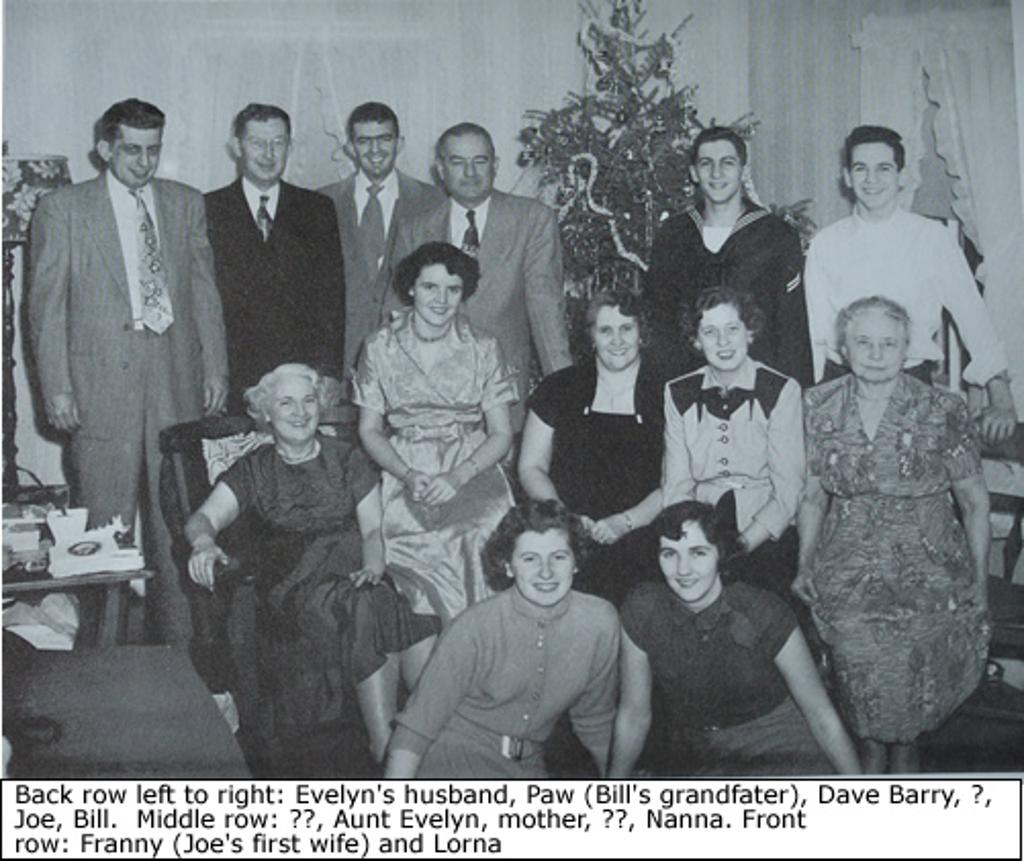 Back row left to right: Evelyn's husband, Paw (Bill's grandfater), Dave Barry, ?,
Joe, Bill.  Middle row: ??, Aunt Evelyn, mother, ??, Nanna. Front
row: Franny (Joe's first wife) and Lorna